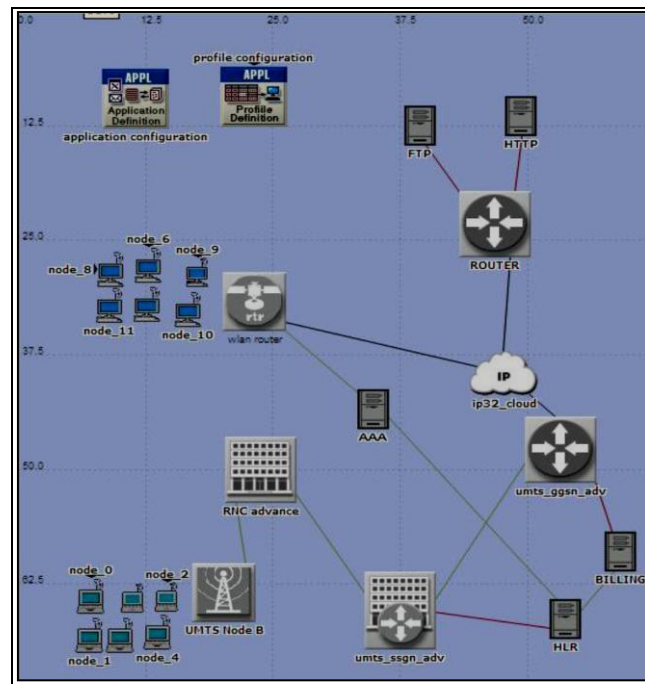 0.0 12.5 25.0 37.5 50.0
profile configuration
APPL
Application
Definition
application configuration
APPL
Profile
Definition
12.5
FTP
HTTP
25.0
node_6
node_9
node_8
node_11
node_10
rtr
wlan router
ROUTER
37.5
IP
ip32_cloud
AAA
50.0
RNC advance
umts_ggsn_adv
62.5
node_0
node_2
node_1
node_4
UMTS Node B
umts_ssgn_adv
BILLING
HLR